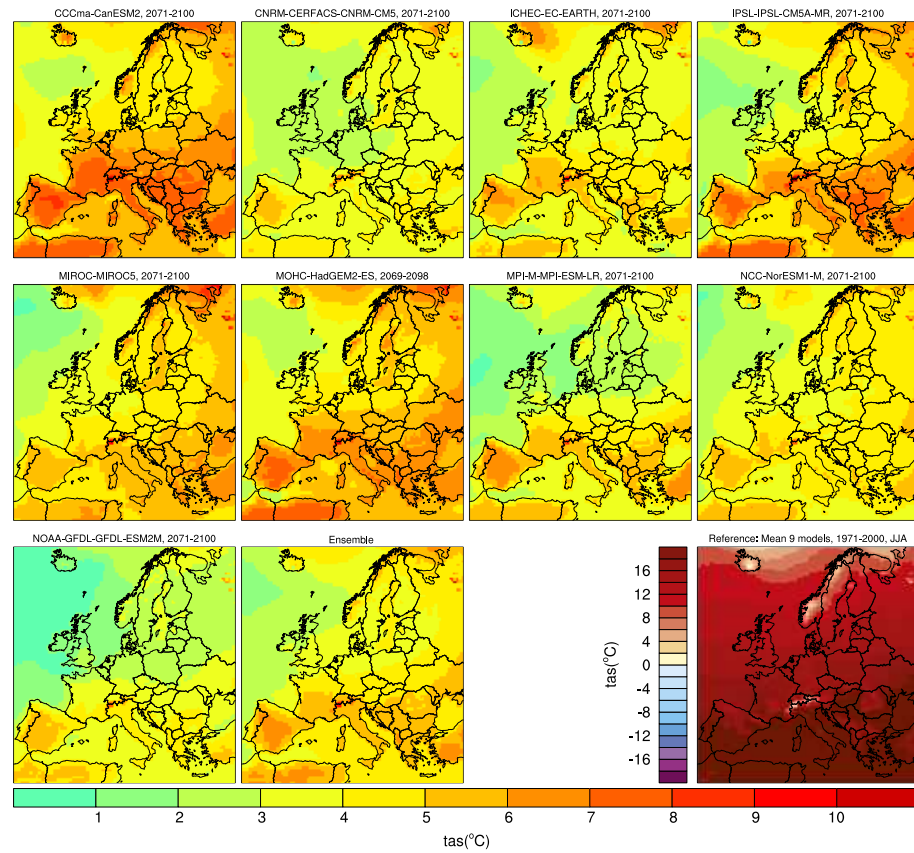 CCCma-CanESM2, 2071-2100
CNRM-CERFACS-CNRM-CM5, 2071-2100
ICHEC-EC-EARTH, 2071-2100
IPSL-IPSL-CM5A-MR, 2071-2100
MIROC-MIROC5, 2071-2100
MOHC-HadGEM2-ES, 2069-2098
MPI-M-MPI-ESM-LR, 2071-2100
NCC-NorESM1-M, 2071-2100
NOAA-GFDL-GFDL-ESM2M, 2071-2100
Ensemble
Reference: Mean 9 models, 1971-2000, JJA
tas(°C)
16
12
8
4
0
-4
-8
-12
-16
1 2 3 4 5 6 7 8 9 10
tas(°C)